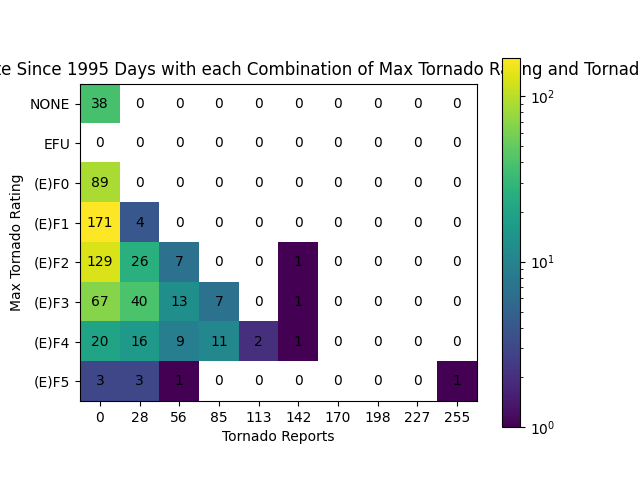 te Since 1995 Days with each Combination of Max Tornado Rating and Tornad
NONE 38 0 0 0 0 0 0 0 0 0
EFU 0 0 0 0 0 0 0 0 0 0
(E)F0 89 0 0 0 0 0 0 0 0 0
(E)F1 171 4 0 0 0 0 0 0 0 0
(E)F2 129 26 7 0 0 1 0 0 0 0
(E)F3 67 40 13 7 0 1 0 0 0 0
(E)F4 20 16 9 11 2 1 0 0 0 0
(E)F5 3 3 1 0 0 0 0 0 0 1
0 28 56 85 113 142 170 198 227 255
Tornado Reports
Max Tornado Rating
10²
10¹
10⁰